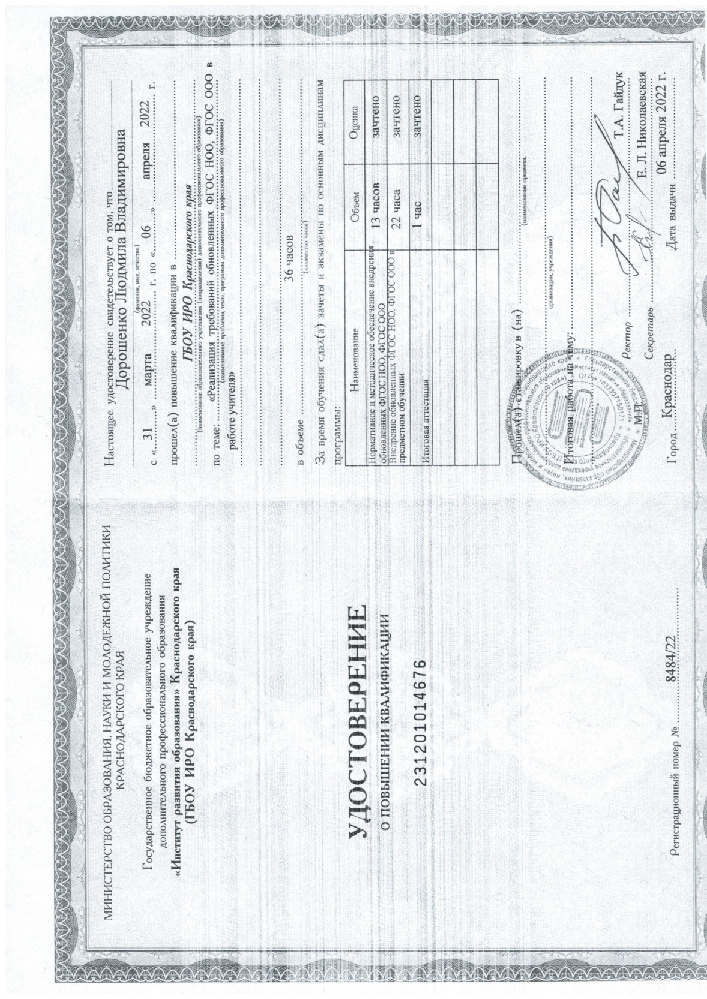 МИНИСТЕРСТВО ОБРАЗОВАНИЯ, НАУКИ И МОЛОДЕЖНОЙ ПОЛИТИКИ
КРАСНОДАРСКОГО КРАЯ
Государственное бюджетное образовательное учреждение
дополнительного профессионального образования
«Институт развития образования» Краснодарского края
(ГБОУ ИРО Краснодарского края)
УДОСТОВЕРЕНИЕ
О ПОВЫШЕНИИ КВАЛИФИКАЦИИ
231201014676
Регистрационный номер № 8484/22
Настоящее удостоверение свидетельствует о том, что
Дорошенко Людмила Владимировна
(фамилия, имя, отчество)
с «31» марта 2022 г. по «06» апреля 2022 г.
прошел(а) повышение квалификации в
ГБОУ ИРО Краснодарского края
(наименование образовательного учреждения (подразделения) дополнительного профессионального образования)
по теме: «Реализация требований обновленных ФГОС НОО, ФГОС ООО в
(наименование проблемы, темы, программы дополнительного профессионального образования)
работе учителя»
в объеме 36 часов
(количество часов)
За время обучения сдал(а) зачеты и экзамены по основным дисциплинам
программы:
Наименование Объем Оценка
Нормативное и методическое обеспечение внедрения 13 часов зачтено
обновленных ФГОС НОО, ФГОС ООО
Внедрение обновленных ФГОС НОО, ФГОС ООО в 22 часа зачтено
предметном обучении
Итоговая аттестация 1 час зачтено
Прошел(а) стажировку в (на)
(наименование предмета,
организации, учреждения)
Итоговая работа на тему:
Ректор Т.А. Гайдук
Секретарь Е. Л. Николаевская
М.П.
Город Краснодар Дата выдачи 06 апреля 2022 г.